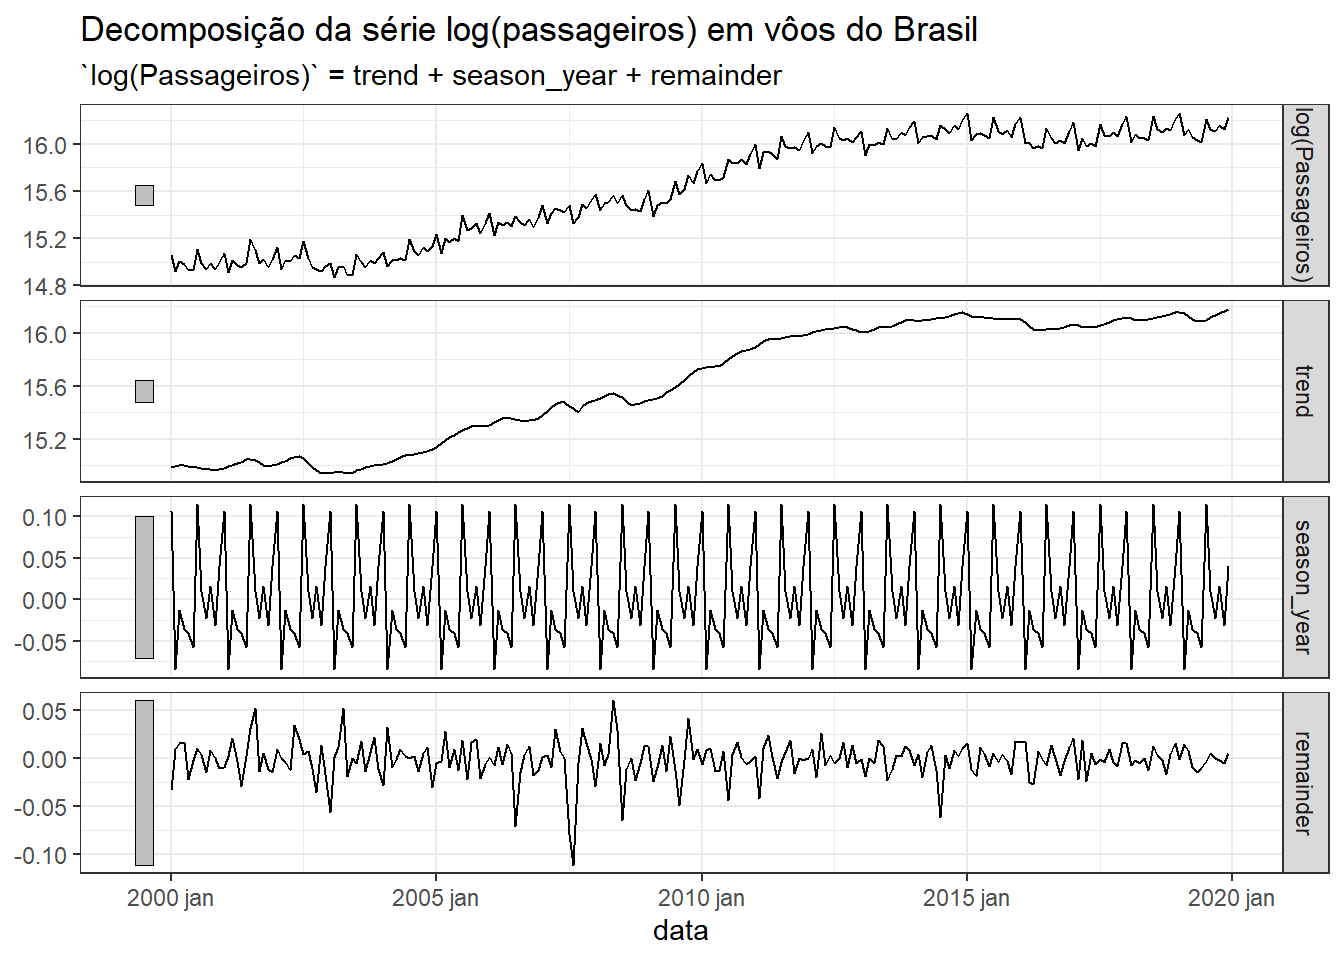 Decomposição da série log(passageiros) em vôos do Brasil
`log(Passageiros)` = trend + season_year + remainder
16.0
15.6
15.2
14.8
log(Passageiros)
16.0
15.6
15.2
trend
0.10
0.05
0.00
-0.05
season_year
0.05
0.00
-0.05
-0.10
remainder
2000 jan
2005 jan
2010 jan
2015 jan
2020 jan
data